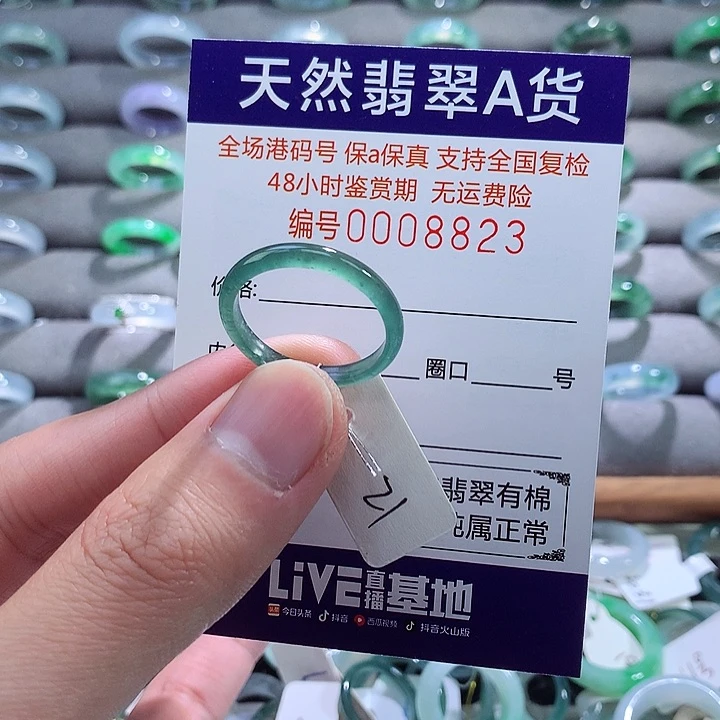 天然翡翠A货
全场港码号 保a保真 支持全国复检
48小时鉴赏期 无运费险
编号0008823
价格:
圈口 号
翡翠有棉
属正常
21
LiVE直播基地
头条 今日头条 抖音 西瓜视频 抖音火山版